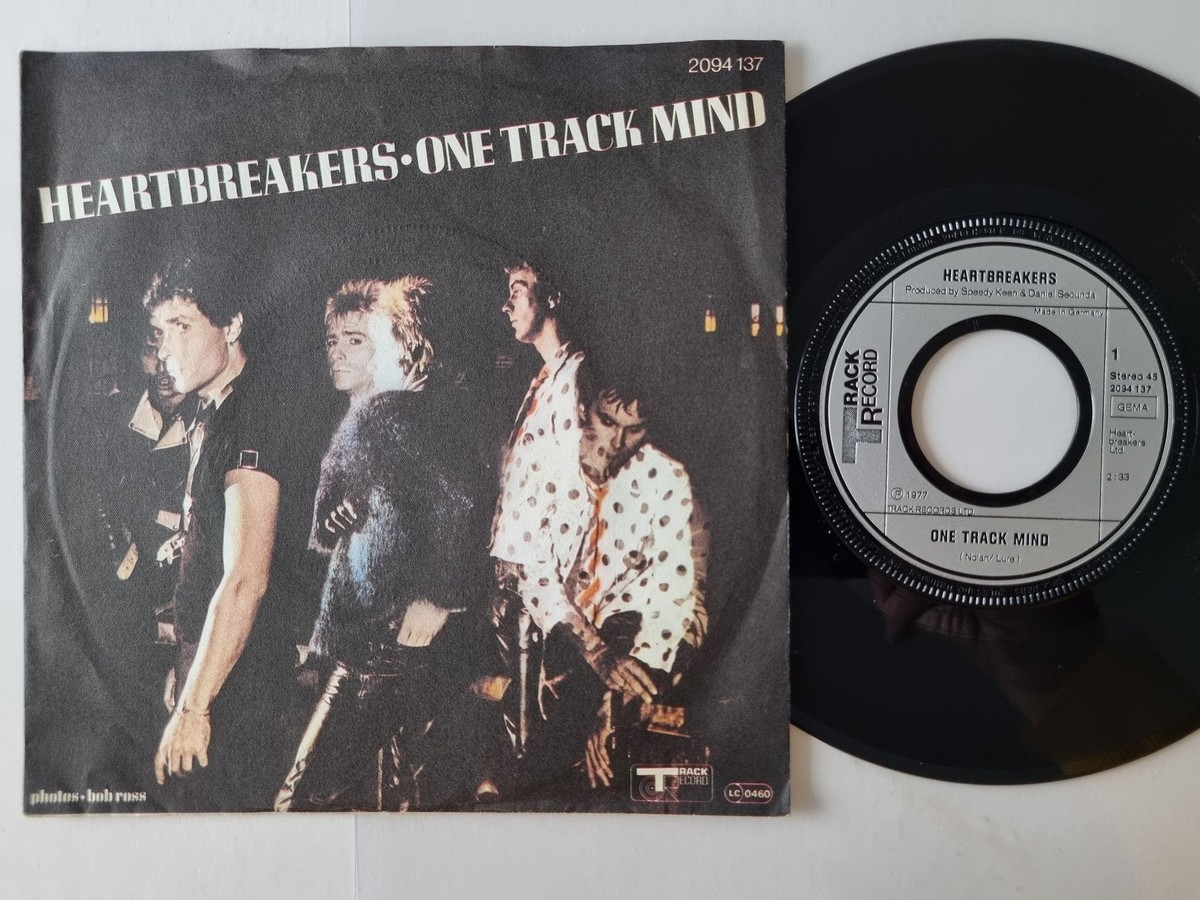 2094 137
HEARTBREAKERS•ONE TRACK MIND
photos•bob ross
TRACK
RECORD
LC 0460
HEARTBREAKERS
Produced by Speedy Keen & Daniel Secunda
Made in Germany
TRACK
RECORD
1
Stereo 45
2094 137
GEMA
Heart-
breakers
Ltd.
2:33
℗ 1977
TRACK RECORDS LTD.
ONE TRACK MIND
(Nolan/Lure)